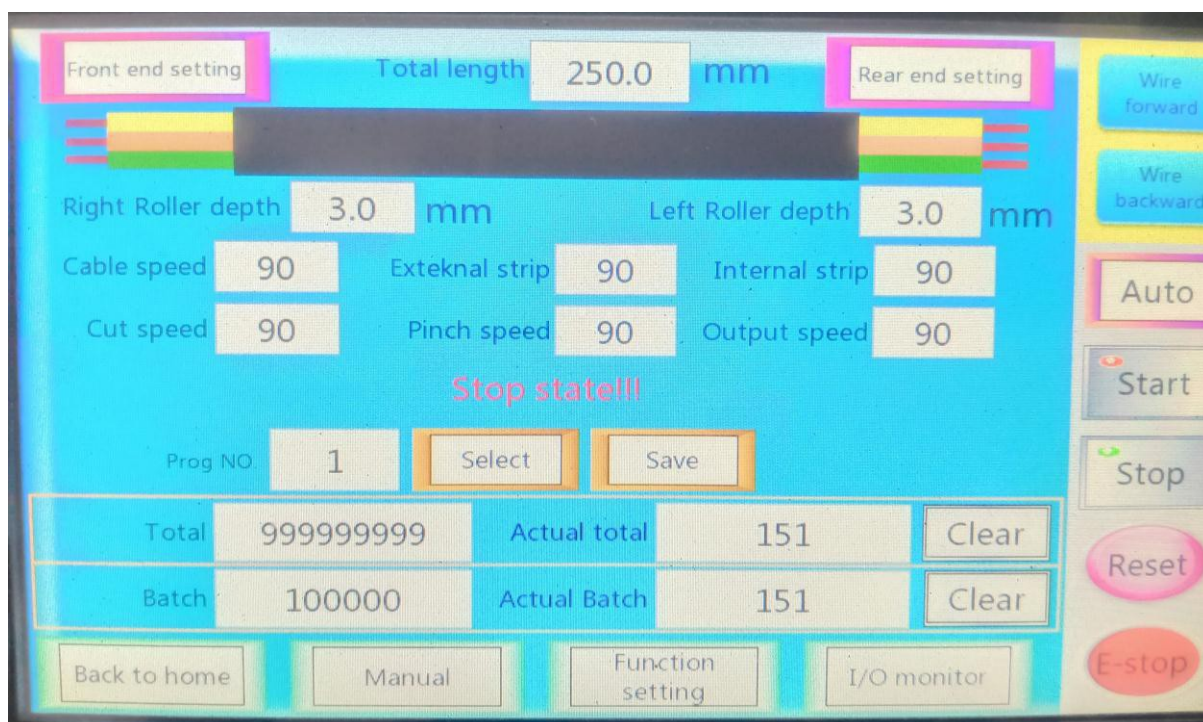 Front end setting
Total length 250.0 mm
Rear end setting
Wire
forward
Wire
backward
Right Roller depth 3.0 mm
Left Roller depth 3.0 mm
Cable speed 90
Exteknal strip 90
Internal strip 90
Auto
Cut speed 90
Pinch speed 90
Output speed 90
Stop state!!!
Start
Prog NO. 1
Select
Save
Stop
Total 999999999
Actual total 151
Clear
Reset
Batch 100000
Actual Batch 151
Clear
Back to home
Manual
Function
setting
I/O monitor
E-stop